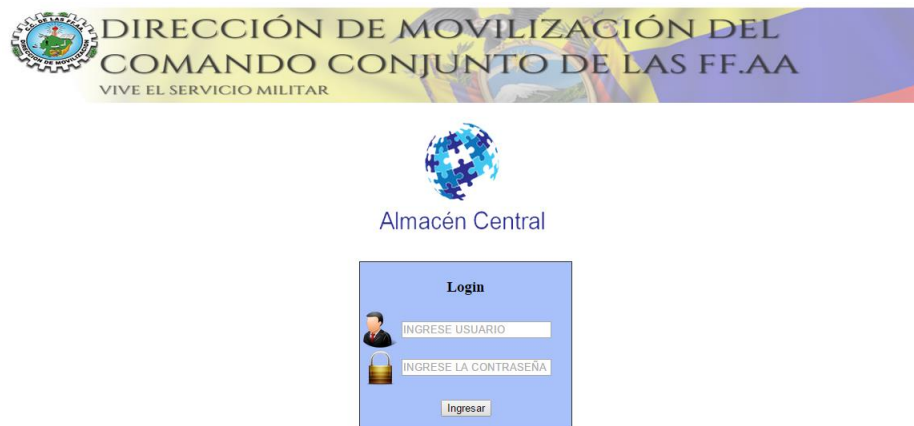 DIRECCIÓN DE MOVILIZACIÓN DEL
COMANDO CONJUNTO DE LAS FF.AA
VIVE EL SERVICIO MILITAR
Almacén Central
Login
INGRESE USUARIO
INGRESE LA CONTRASEÑA
Ingresar